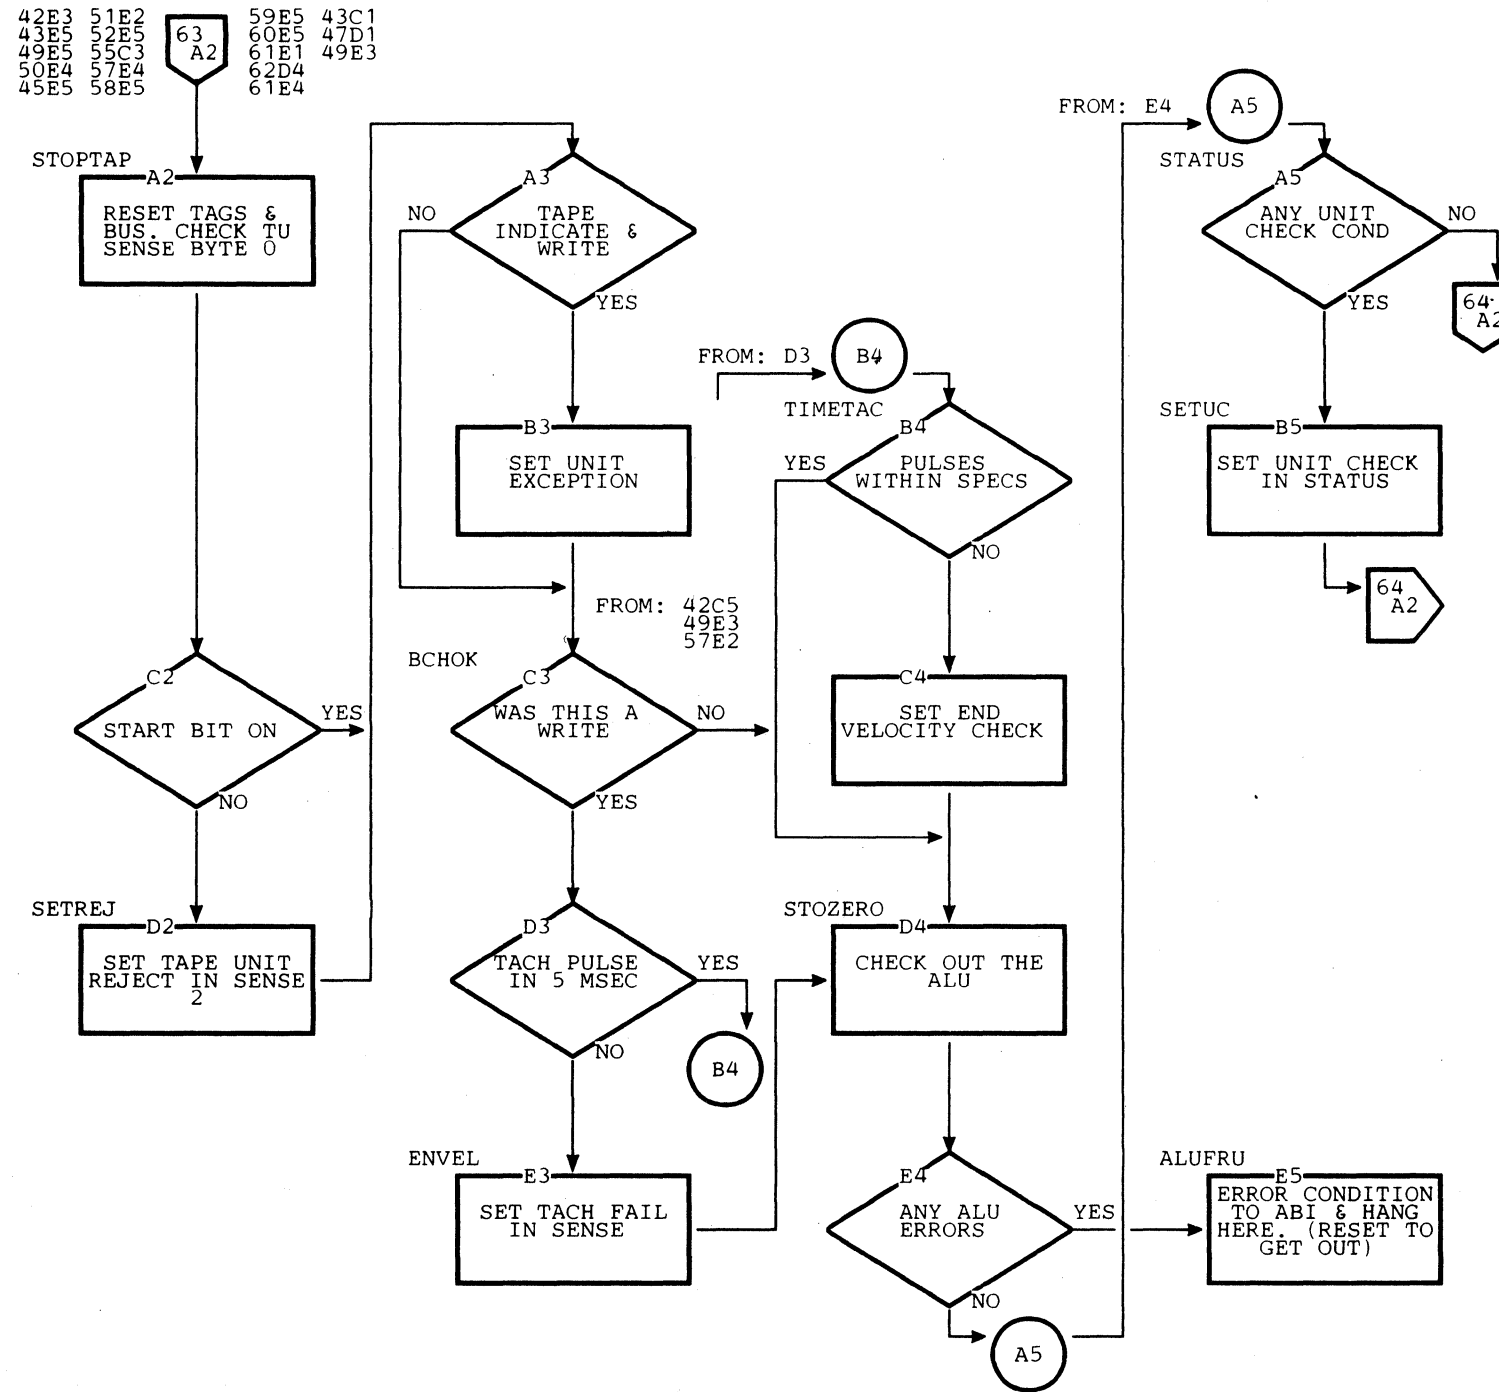 42E3 51E2
43E5 52E5
49E5 55C3
50E4 57E4
45E5 58E5
63
A2
59E5 43C1
60E5 47D1
61E1 49E3
62D4
61E4
STOPTAP
A2
RESET TAGS &
BUS. CHECK TU
SENSE BYTE 0
C2
START BIT ON
YES
NO
SETREJ
D2
SET TAPE UNIT
REJECT IN SENSE
2
A3
NO
TAPE
INDICATE &
WRITE
YES
B3
SET UNIT
EXCEPTION
FROM: 42C5
49E3
57E2
BCHOK
C3
WAS THIS A
WRITE
NO
YES
D3
TACH PULSE
IN 5 MSEC
YES
NO
B4
ENVEL
E3
SET TACH FAIL
IN SENSE
FROM: D3
B4
TIMETAC
B4
YES
PULSES
WITHIN SPECS
NO
C4
SET END
VELOCITY CHECK
STOZERO
D4
CHECK OUT THE
ALU
E4
ANY ALU
ERRORS
YES
NO
A5
FROM: E4
A5
STATUS
A5
ANY UNIT
CHECK COND
NO
YES
64
A2
SETUC
B5
SET UNIT CHECK
IN STATUS
64
A2
ALUFRU
E5
ERROR CONDITION
TO ABI & HANG
HERE. (RESET TO
GET OUT)